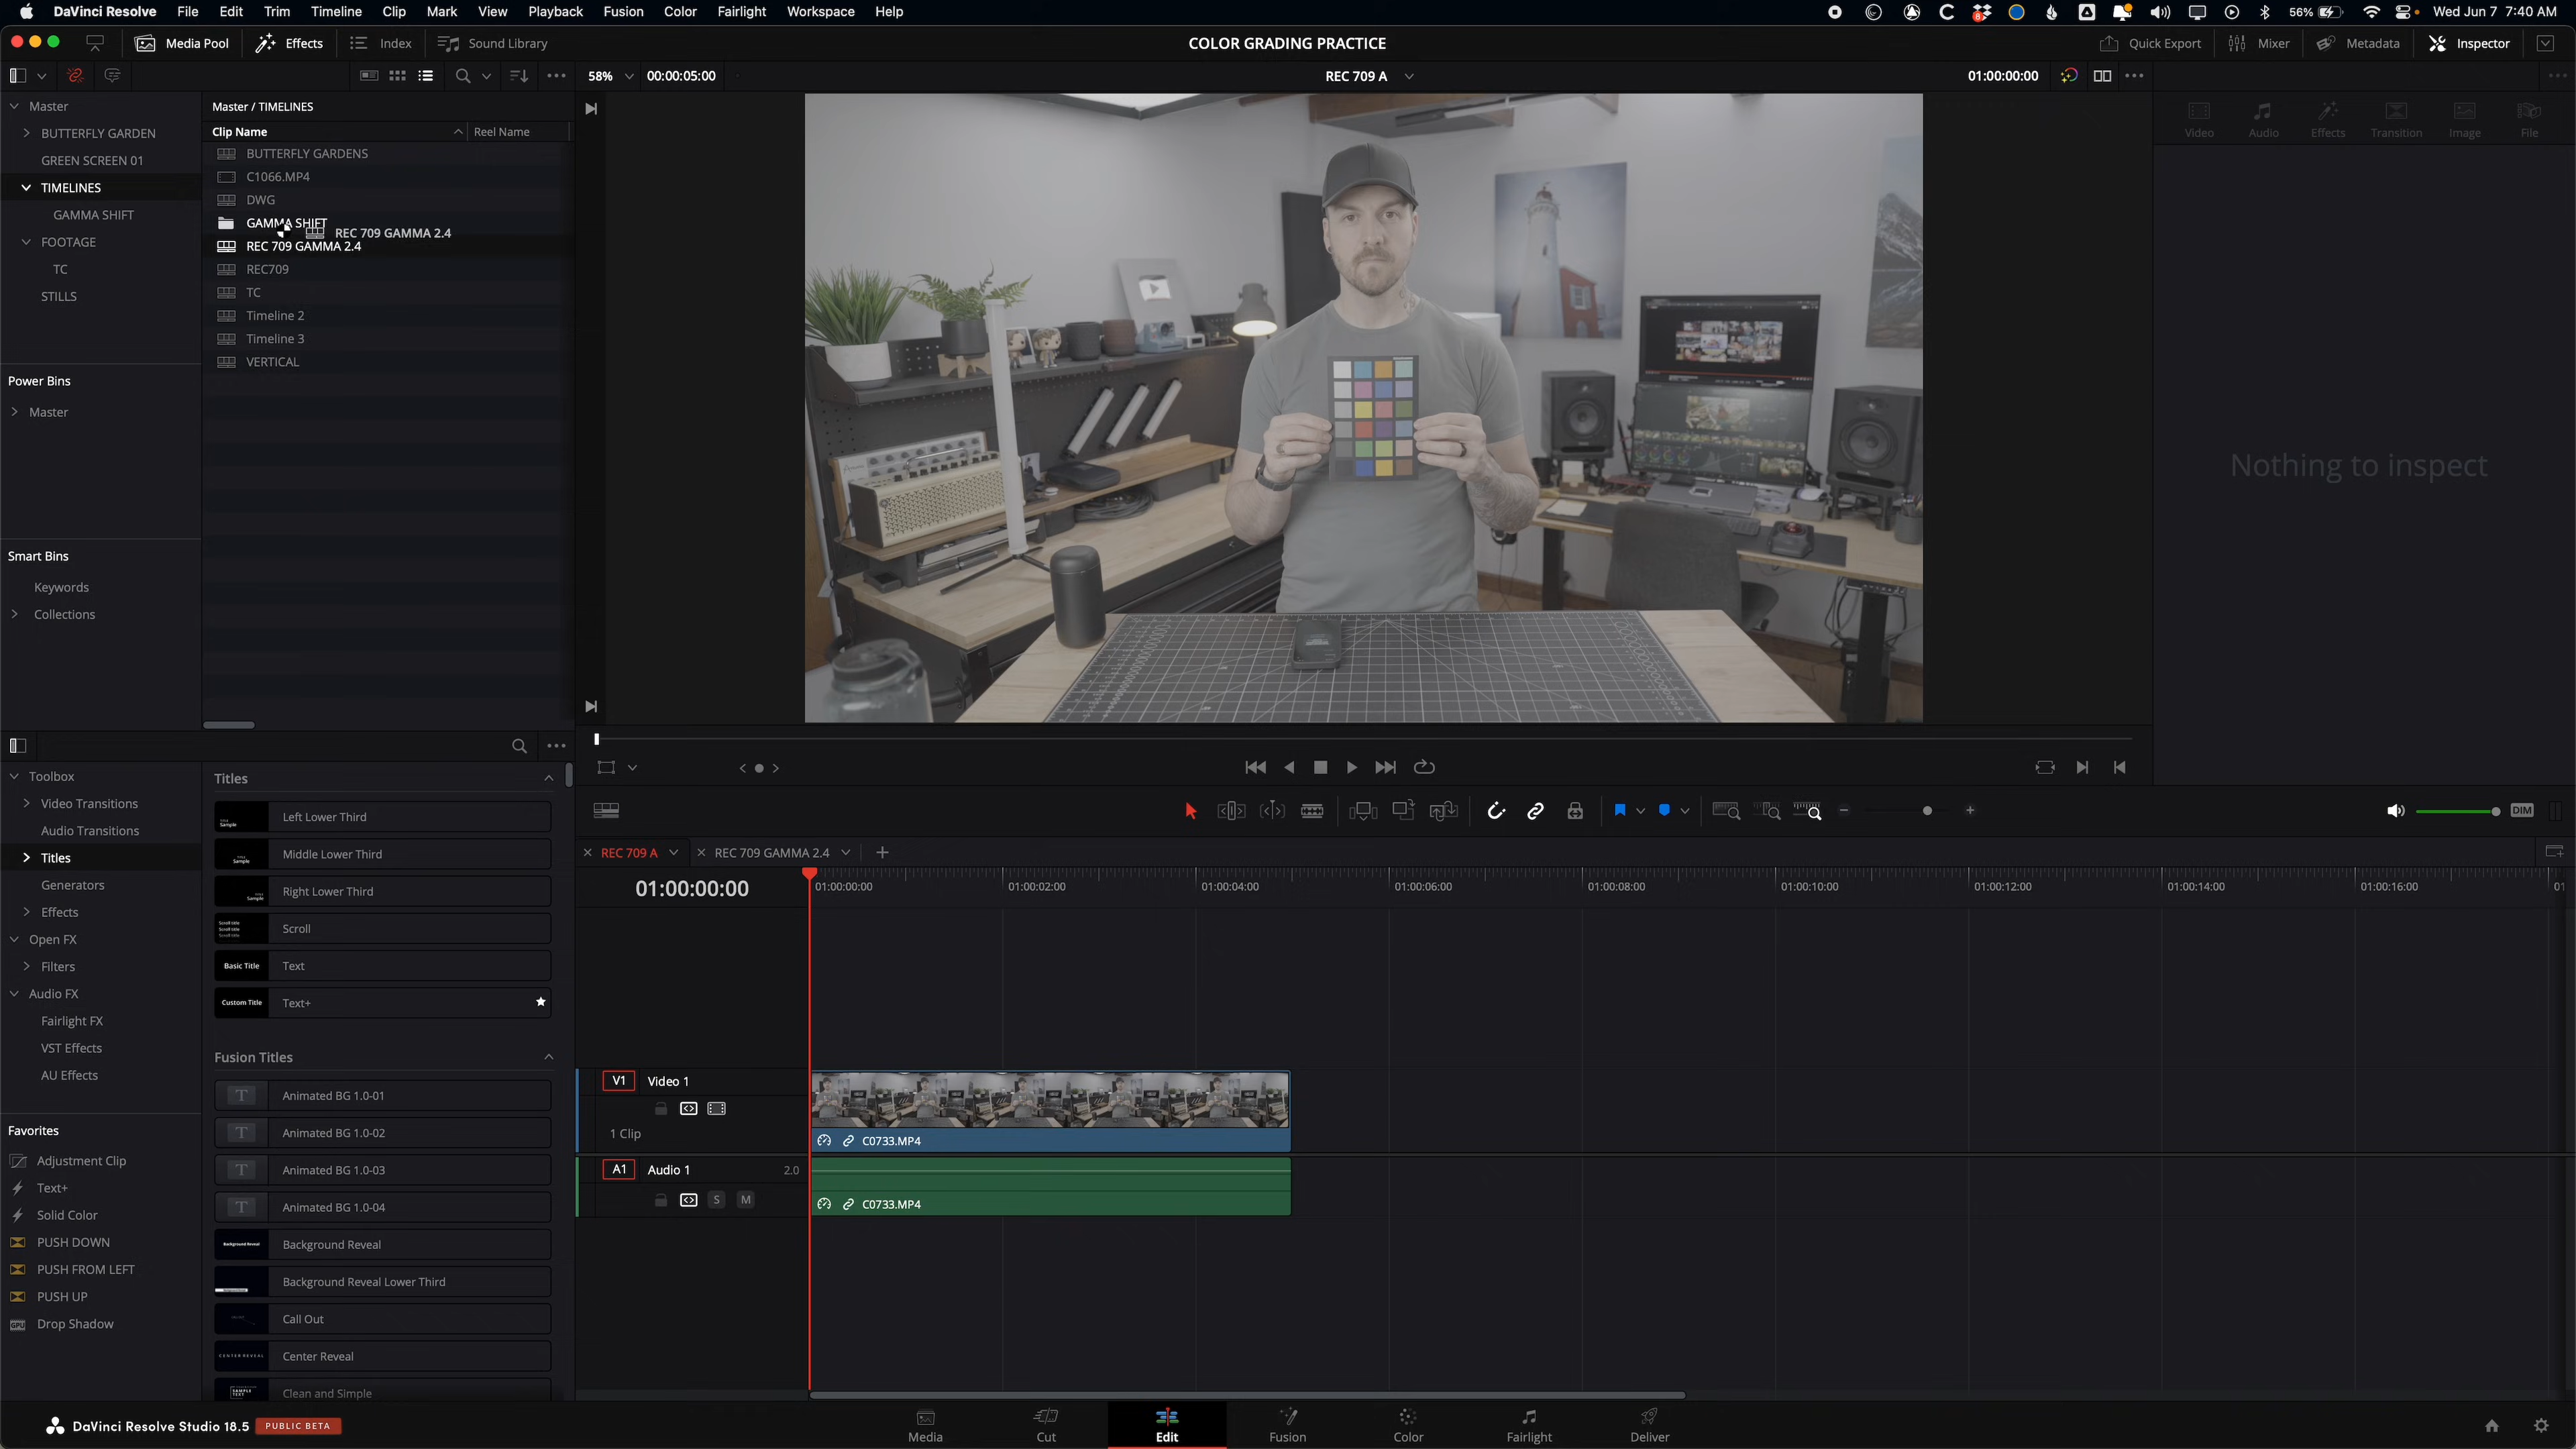 DaVinci Resolve File Edit Trim Timeline Clip Mark View Playback Fusion Color Fairlight Workspace Help
8 56% Wed Jun 7 7:40 AM
Media Pool Effects Index Sound Library COLOR GRADING PRACTICE Quick Export Mixer Metadata Inspector
58% 00:00:05:00 REC 709 A 01:00:00:00
Master
BUTTERFLY GARDEN
GREEN SCREEN 01
TIMELINES
GAMMA SHIFT
FOOTAGE
TC
STILLS
Power Bins
Master
Smart Bins
Keywords
Collections
Master / TIMELINES
Clip Name Reel Name
BUTTERFLY GARDENS
C1066.MP4
DWG
GAMMA SHIFT
REC 709 GAMMA 2.4
REC 709 GAMMA 2.4
REC709
TC
Timeline 2
Timeline 3
VERTICAL
Video Audio Effects Transition Image File
Nothing to inspect
Toolbox
Video Transitions
Audio Transitions
Titles
Generators
Effects
Open FX
Filters
Audio FX
Fairlight FX
VST Effects
AU Effects
Favorites
Adjustment Clip
Text+
Solid Color
PUSH DOWN
PUSH FROM LEFT
PUSH UP
Drop Shadow
Titles
Left Lower Third
Middle Lower Third
Right Lower Third
Scroll
Basic Title Text
Custom Title Text+
Fusion Titles
T Animated BG 1.0-01
T Animated BG 1.0-02
T Animated BG 1.0-03
T Animated BG 1.0-04
Background Reveal Background Reveal
Background Reveal Lower Third
Call Out
CENTER REVEAL Center Reveal
SAMPLE TEXT Clean and Simple
DIM
REC 709 A REC 709 GAMMA 2.4
01:00:00:00
01:00:00:00 01:00:02:00 01:00:04:00 01:00:06:00 01:00:08:00 01:00:10:00 01:00:12:00 01:00:14:00 01:00:16:00 01
V1 Video 1
1 Clip
C0733.MP4
A1 Audio 1 2.0
S M
C0733.MP4
DaVinci Resolve Studio 18.5 PUBLIC BETA
Media Cut Edit Fusion Color Fairlight Deliver